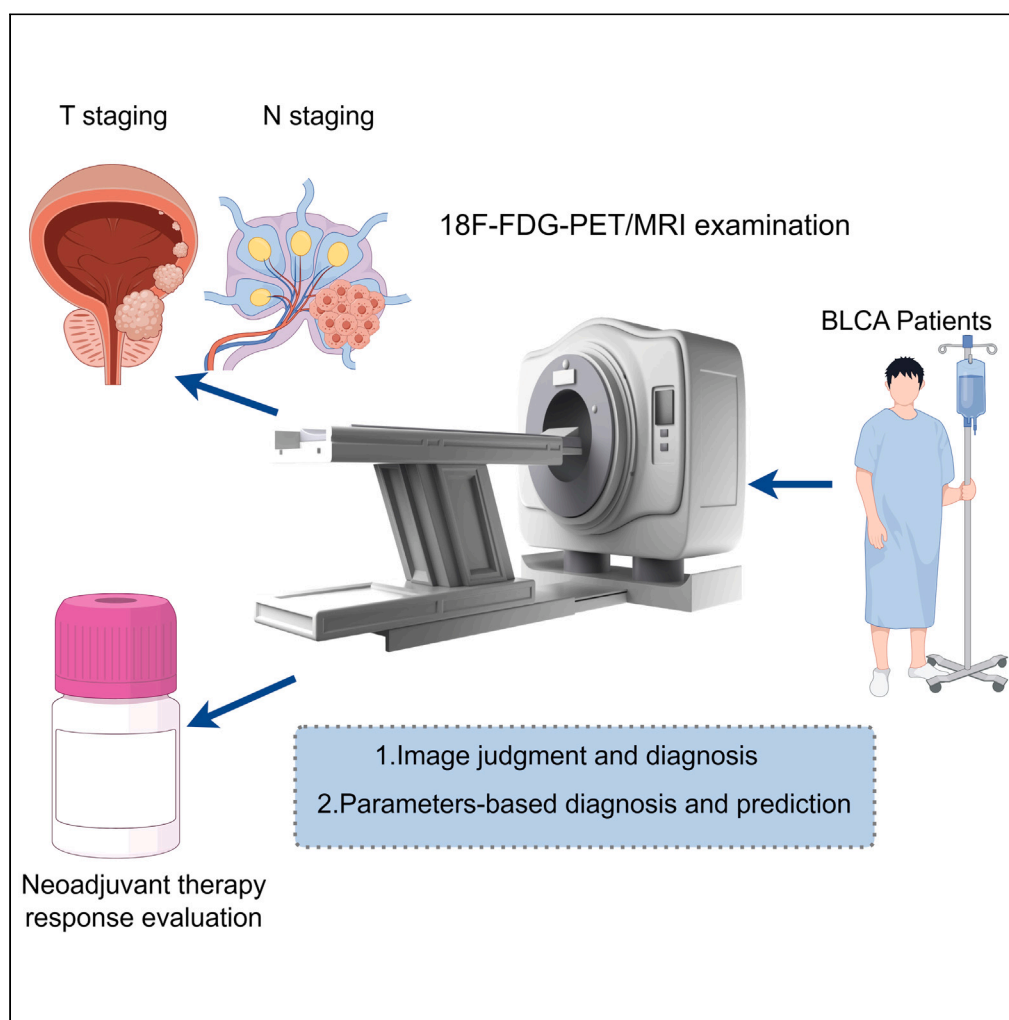 T staging
N staging
18F-FDG-PET/MRI examination
BLCA Patients
1.Image judgment and diagnosis
2.Parameters-based diagnosis and prediction
Neoadjuvant therapy
response evaluation